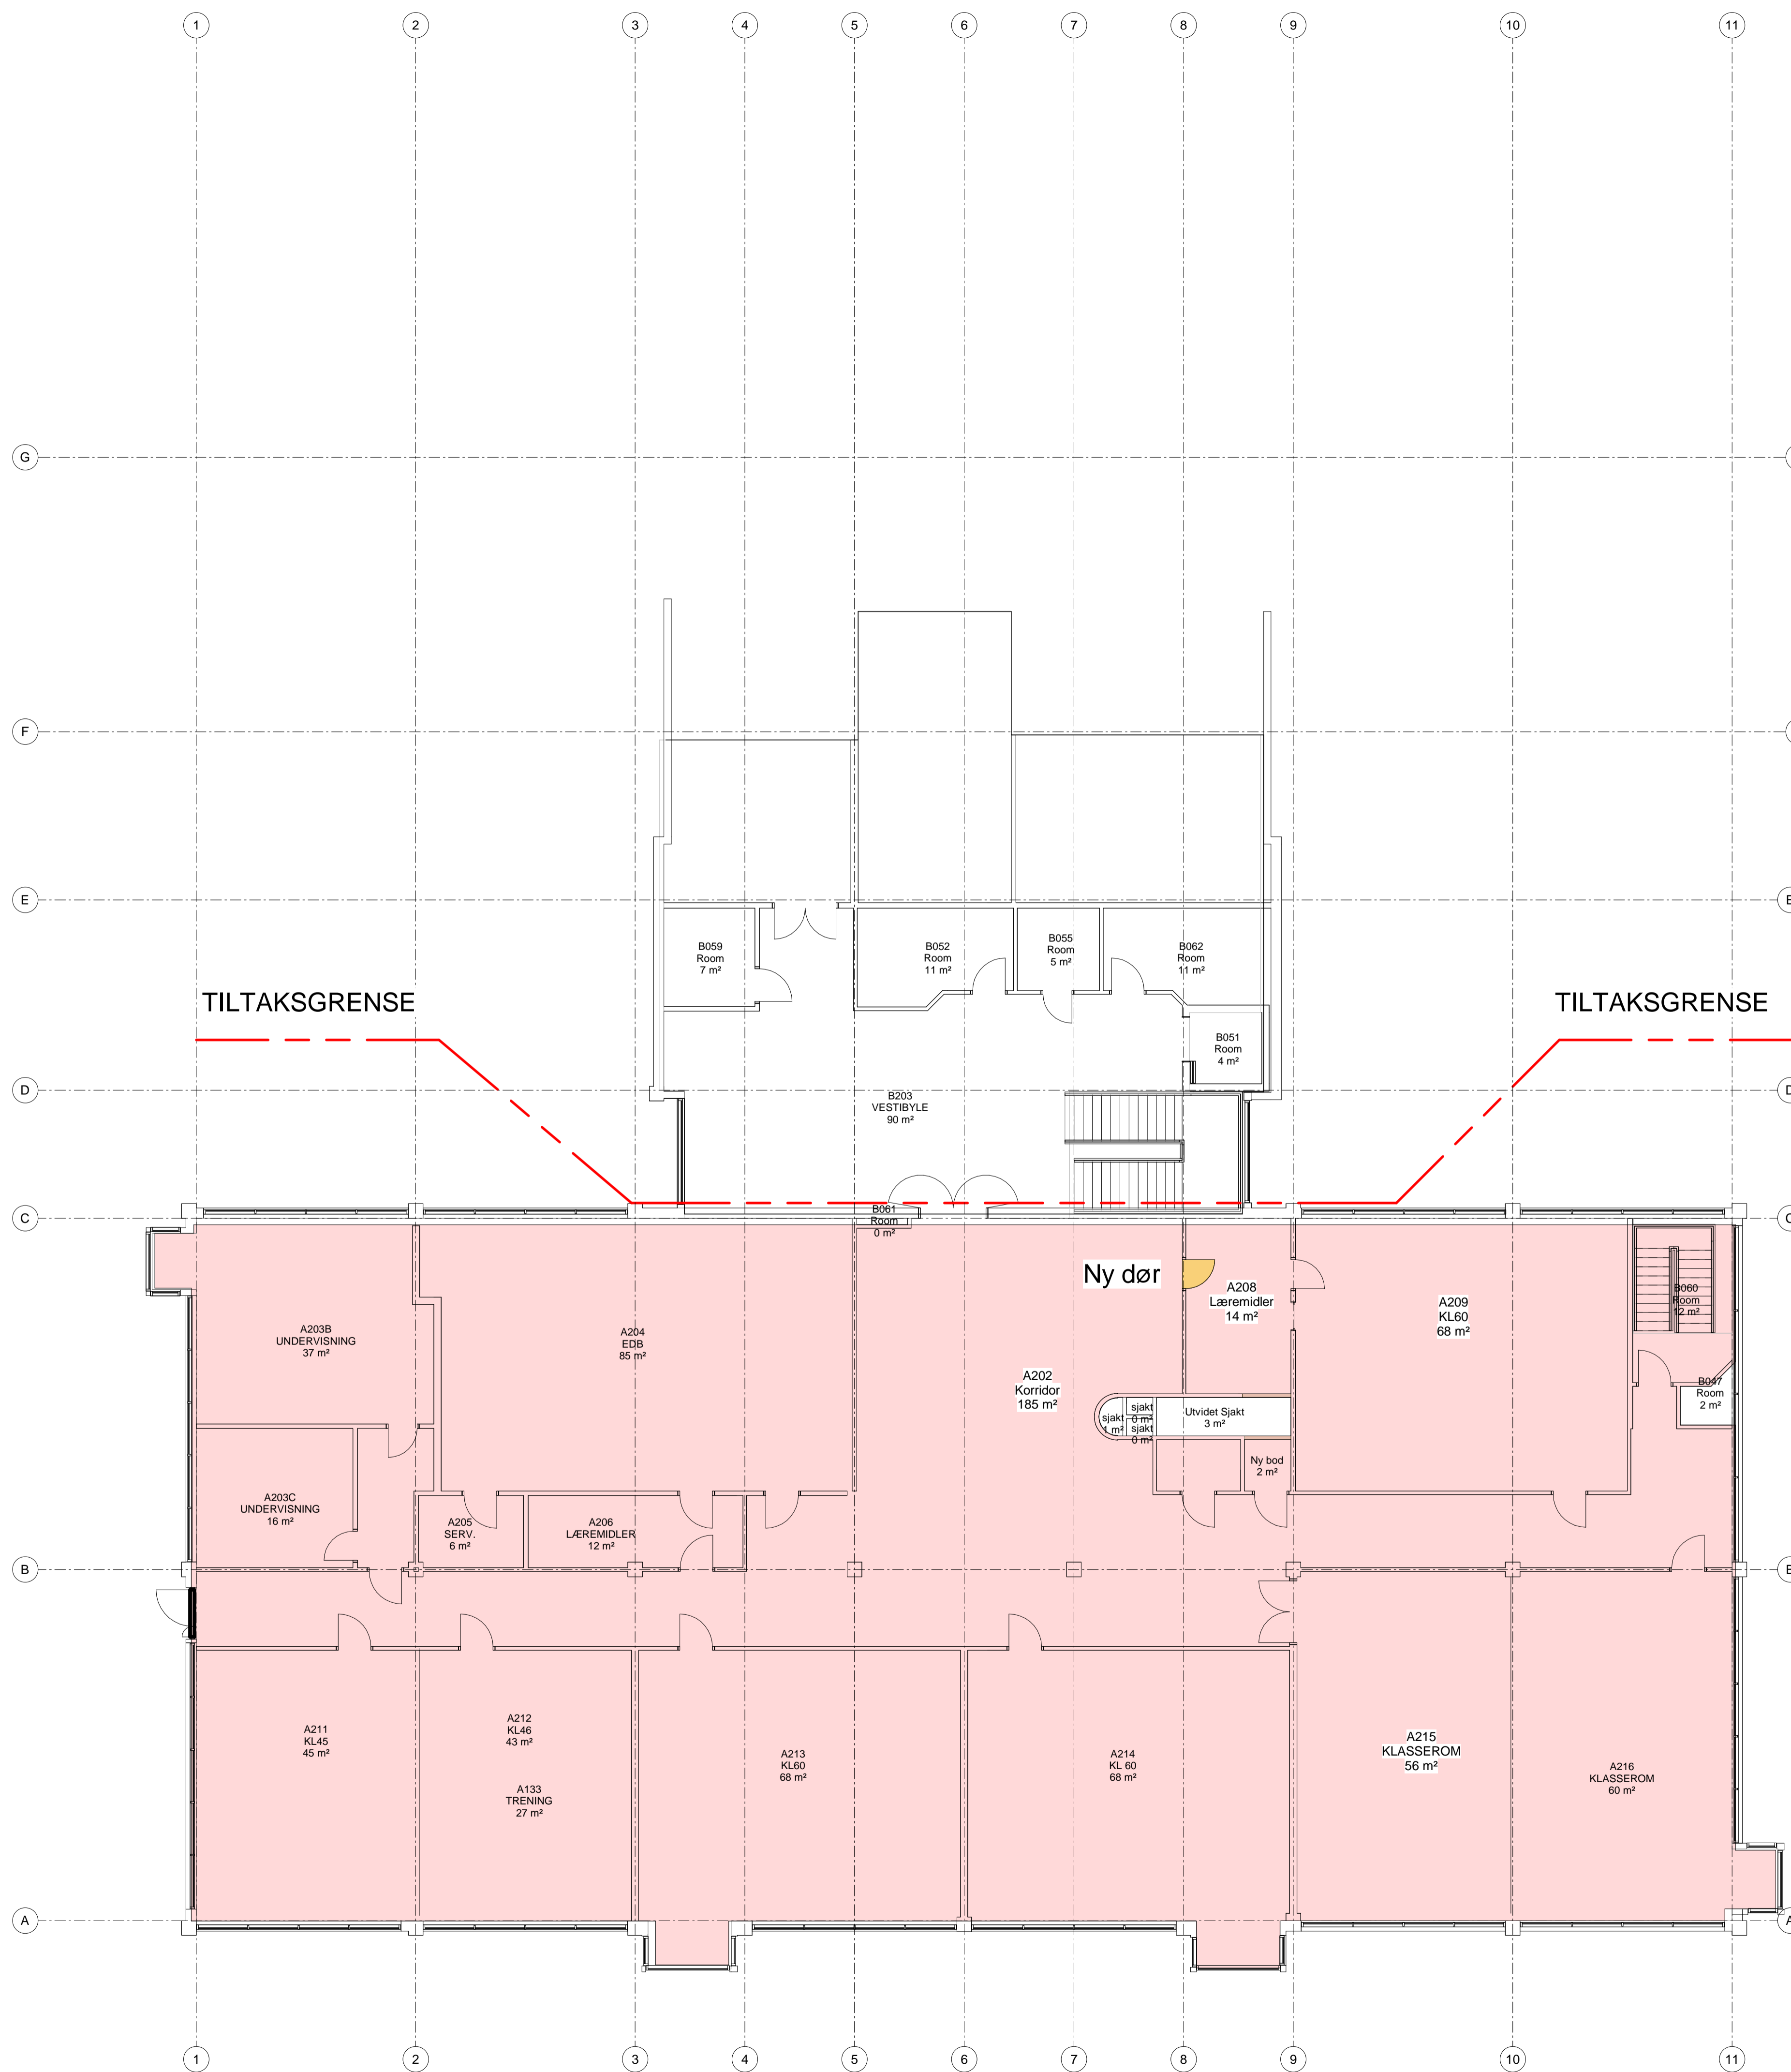 1 2 3 4 5 6 7 8 9 10 11
G
F
E E
B059
Room
7 m²
B052
Room
11 m²
B055
Room
5 m²
B062
Room
11 m²
TILTAKSGRENSE
TILTAKSGRENSE
B051
Room
4 m²
D D
B203
VESTIBYLE
90 m²
C C
B061
Room
0 m²
Ny dør
A208
Læremidler
14 m²
A209
KL60
68 m²
B060
Room
12 m²
A203B
UNDERVISNING
37 m²
A204
EDB
85 m²
A202
Korridor
185 m²
B047
Room
2 m²
sjakt
1 m²
sjakt
0 m²
sjakt
0 m²
Utvidet Sjakt
3 m²
Ny bod
2 m²
A203C
UNDERVISNING
16 m²
A205
SERV.
6 m²
A206
LÆREMIDLER
12 m²
B B
A211
KL45
45 m²
A212
KL46
43 m²
A133
TRENING
27 m²
A213
KL60
68 m²
A214
KL 60
68 m²
A215
KLASSEROM
56 m²
A216
KLASSEROM
60 m²
A A
1 2 3 4 5 6 7 8 9 10 11